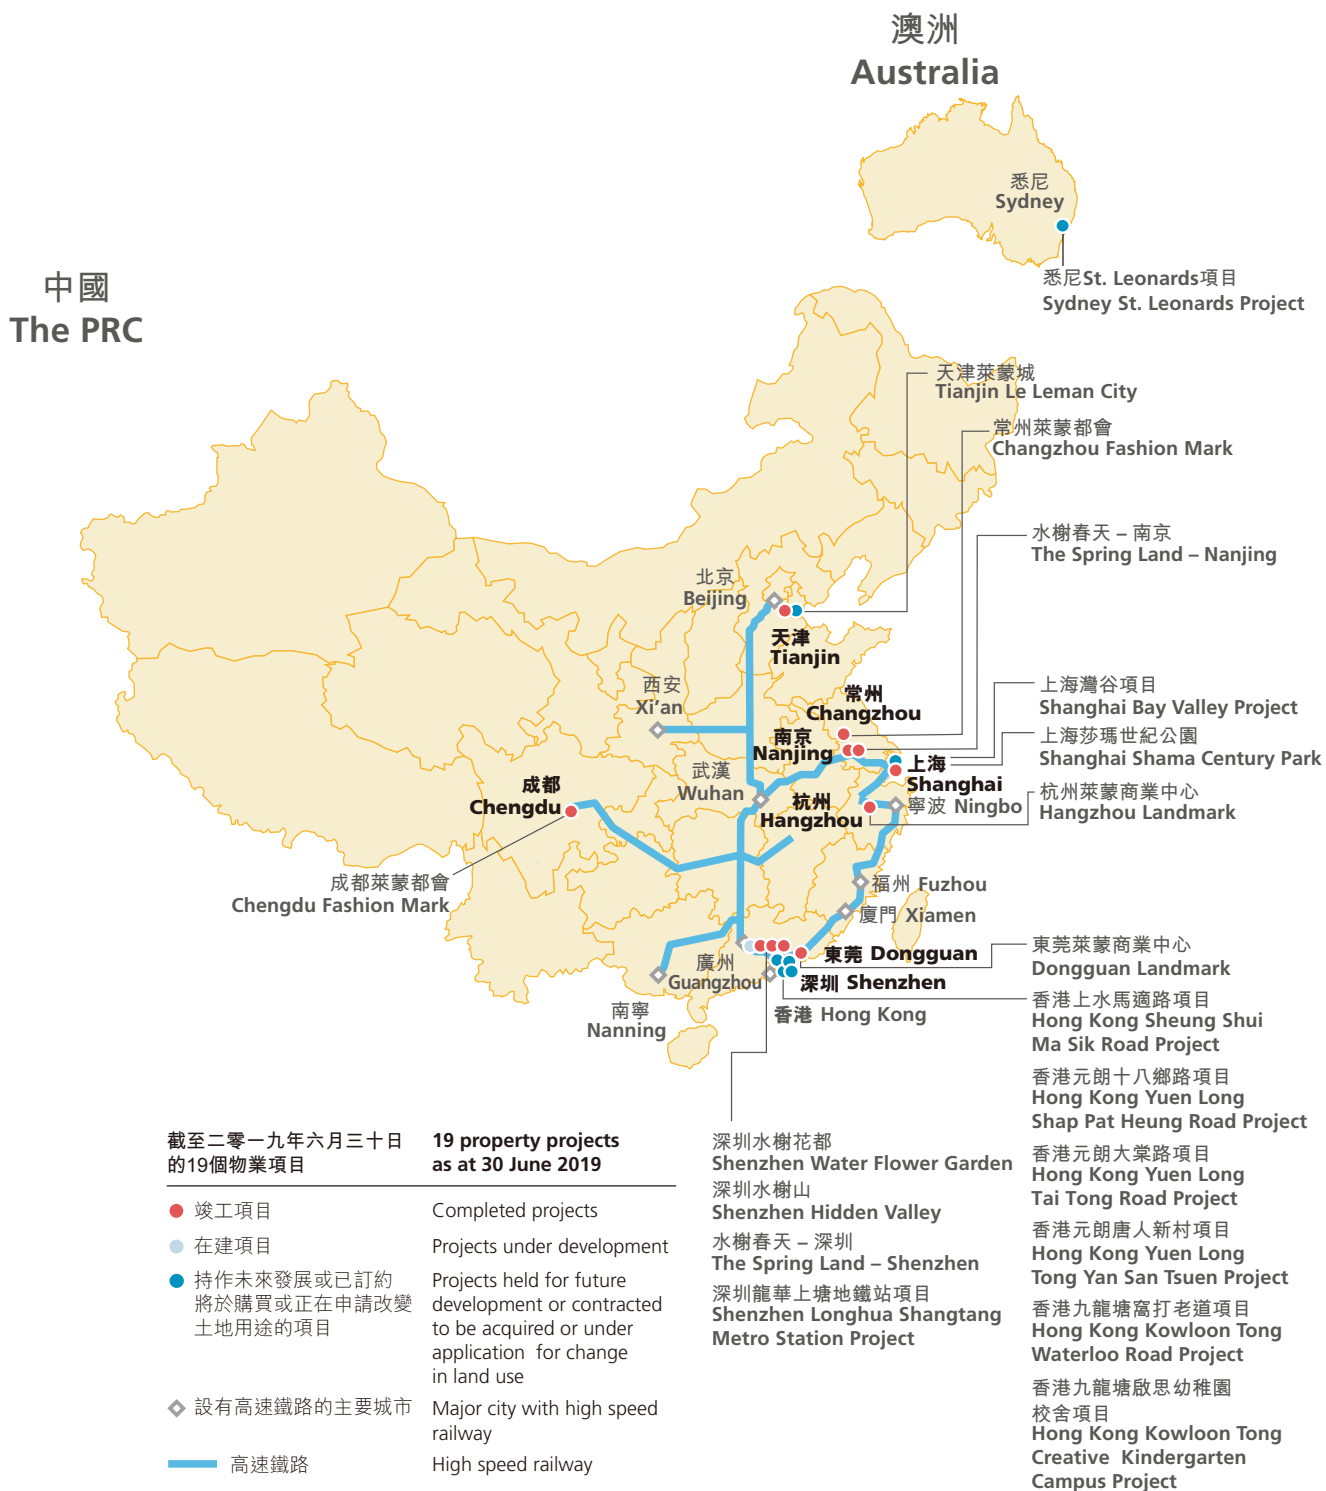 澳洲
Australia
悉尼
Sydney
悉尼St. Leonards項目
Sydney St. Leonards Project
中國
The PRC
天津萊蒙城
Tianjin Le Leman City
常州萊蒙都會
Changzhou Fashion Mark
水榭春天 – 南京
The Spring Land – Nanjing
北京
Beijing
天津
Tianjin
西安
Xi'an
常州
Changzhou
南京
Nanjing
上海灣谷項目
Shanghai Bay Valley Project
上海莎瑪世紀公園
Shanghai Shama Century Park
上海
Shanghai
武漢
Wuhan
成都
Chengdu
杭州
Hangzhou
寧波 Ningbo
杭州萊蒙商業中心
Hangzhou Landmark
成都萊蒙都會
Chengdu Fashion Mark
福州 Fuzhou
廈門 Xiamen
東莞 Dongguan
廣州
Guangzhou
深圳 Shenzhen
南寧
Nanning
香港 Hong Kong
東莞萊蒙商業中心
Dongguan Landmark
香港上水馬適路項目
Hong Kong Sheung Shui
Ma Sik Road Project
香港元朗十八鄉路項目
Hong Kong Yuen Long
Shap Pat Heung Road Project
香港元朗大棠路項目
Hong Kong Yuen Long
Tai Tong Road Project
香港元朗唐人新村項目
Hong Kong Yuen Long
Tong Yan San Tsuen Project
香港九龍塘窩打老道項目
Hong Kong Kowloon Tong
Waterloo Road Project
香港九龍塘啟思幼稚園
校舍項目
Hong Kong Kowloon Tong
Creative Kindergarten
Campus Project
深圳水榭花都
Shenzhen Water Flower Garden
深圳水榭山
Shenzhen Hidden Valley
水榭春天 – 深圳
The Spring Land – Shenzhen
深圳龍華上塘地鐵站項目
Shenzhen Longhua Shangtang
Metro Station Project
截至二零一九年六月三十日
的19個物業項目
19 property projects
as at 30 June 2019
竣工項目
Completed projects
在建項目
Projects under development
持作未來發展或已訂約
將於購買或正在申請改變
土地用途的項目
Projects held for future
development or contracted
to be acquired or under
application for change
in land use
設有高速鐵路的主要城市
Major city with high speed
railway
高速鐵路
High speed railway